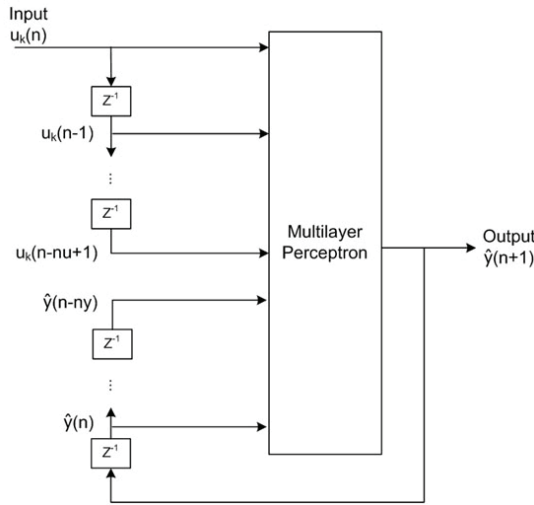 Input
uₖ(n)
Z⁻¹
uₖ(n-1)
⋮
Z⁻¹
uₖ(n-nu+1)
Multilayer
Perceptron
Output
ŷ(n+1)
ŷ(n-ny)
Z⁻¹
⋮
ŷ(n)
Z⁻¹